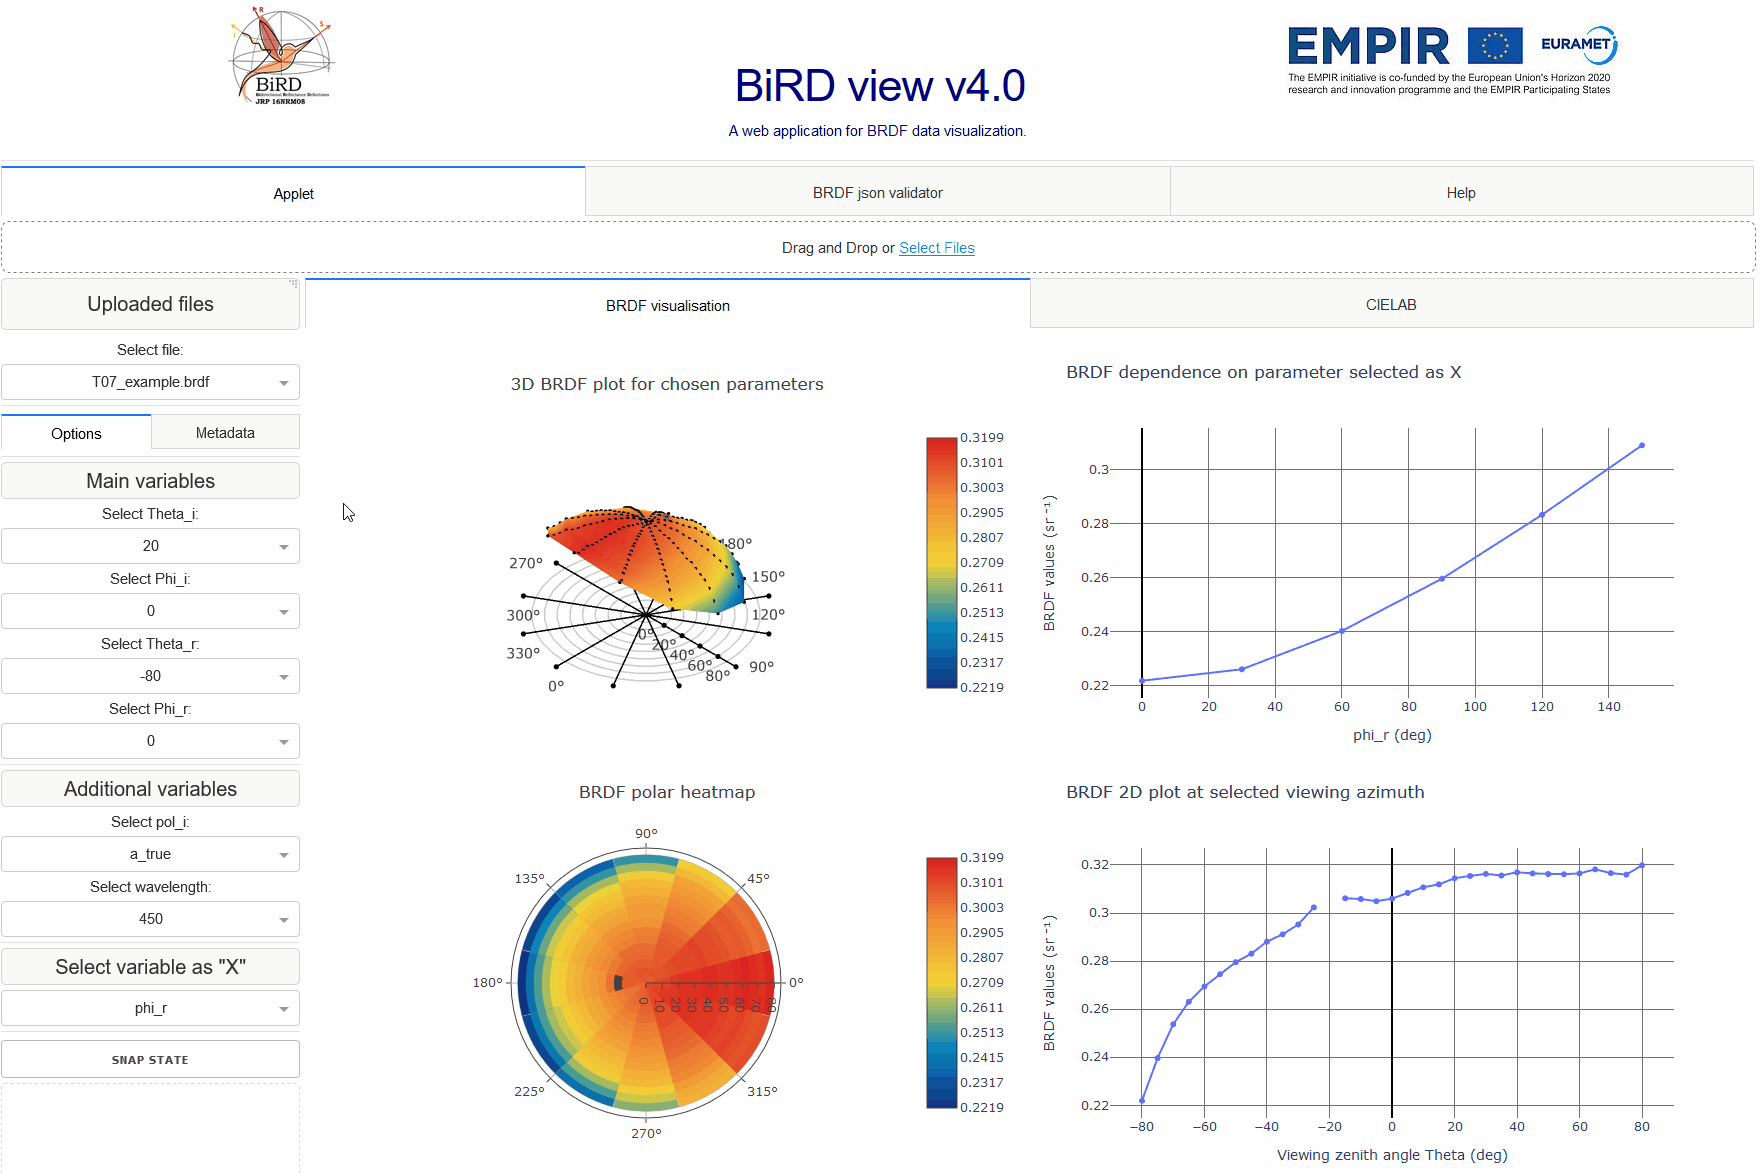 R
S
I
BiRD
Bidirectional Reflectance Definitions
JRP 16NRM08
BiRD view v4.0
A web application for BRDF data visualization.
EMPIR
EURAMET
The EMPIR initiative is co-funded by the European Union's Horizon 2020
research and innovation programme and the EMPIR Participating States
Applet
BRDF json validator
Help
Drag and Drop or Select Files
Uploaded files
Select file:
T07_example.brdf
Options
Metadata
Main variables
Select Theta_i:
20
Select Phi_i:
0
Select Theta_r:
-80
Select Phi_r:
0
Additional variables
Select pol_i:
a_true
Select wavelength:
450
Select variable as "X"
phi_r
SNAP STATE
BRDF visualisation
CIELAB
3D BRDF plot for chosen parameters
270°
300°
330°
0°
180°
150°
120°
90°
0°
20°
40°
60°
80°
0.3199
0.3101
0.3003
0.2905
0.2807
0.2709
0.2611
0.2513
0.2415
0.2317
0.2219
BRDF dependence on parameter selected as X
BRDF values (sr⁻¹)
0.3
0.28
0.26
0.24
0.22
0
20
40
60
80
100
120
140
phi_r (deg)
BRDF polar heatmap
90°
135°
45°
180°
0°
225°
315°
270°
0
10
20
30
40
50
60
70
80
0.3199
0.3101
0.3003
0.2905
0.2807
0.2709
0.2611
0.2513
0.2415
0.2317
0.2219
BRDF 2D plot at selected viewing azimuth
BRDF values (sr⁻¹)
0.32
0.3
0.28
0.26
0.24
0.22
−80
−60
−40
−20
0
20
40
60
80
Viewing zenith angle Theta (deg)